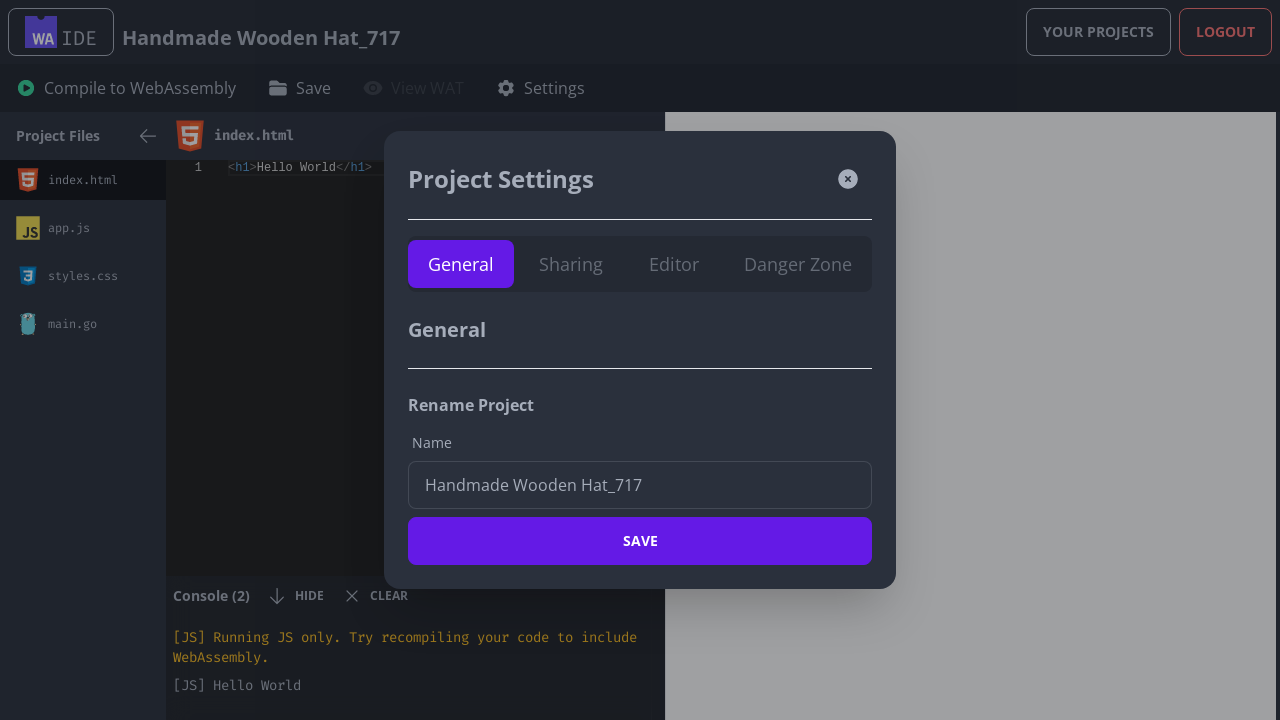 WA IDE
Handmade Wooden Hat_717
YOUR PROJECTS
LOGOUT
Compile to WebAssembly
Save
View WAT
Settings
Project Files
index.html
index.html
app.js
JS
styles.css
main.go
1
<h1>Hello World</h1>
Project Settings
General
Sharing
Editor
Danger Zone
General
Rename Project
Name
Handmade Wooden Hat_717
SAVE
Console (2)
HIDE
CLEAR
[JS] Running JS only. Try recompiling your code to include
WebAssembly.
[JS] Hello World